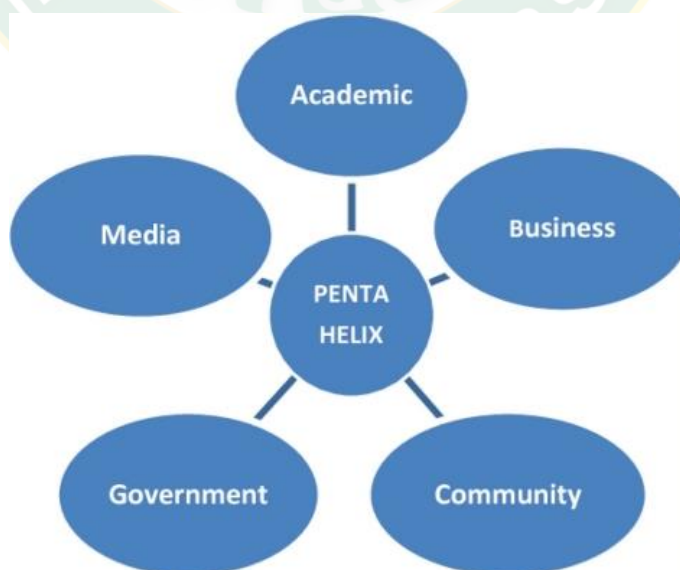 Academic
Media
Business
PENTA
HELIX
Government
Community